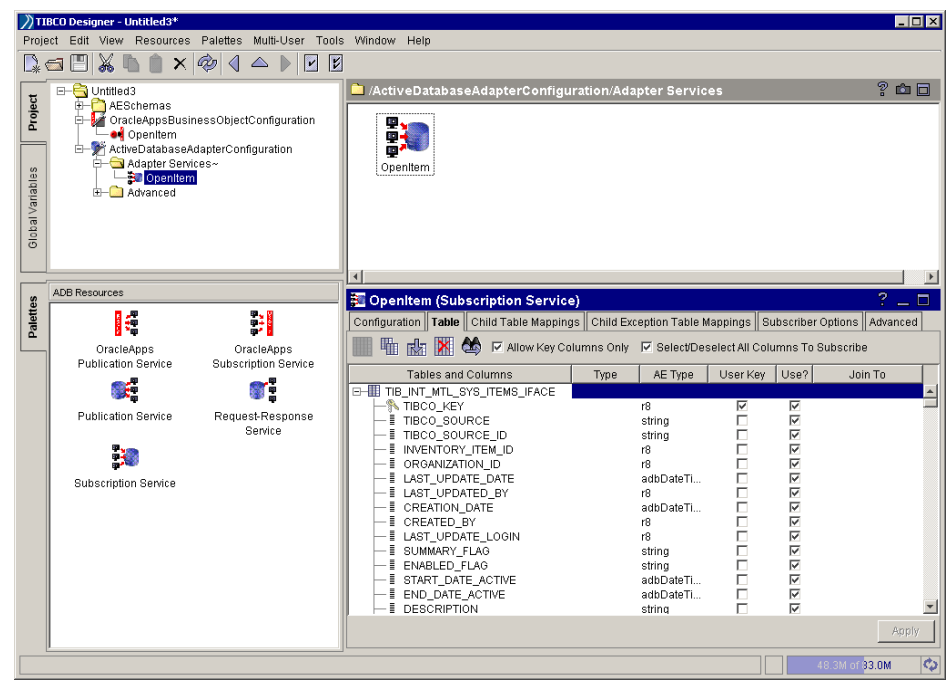 TIBCO Designer - Untitled3*
Project Edit View Resources Palettes Multi-User Tools Window Help
Project
Global Variables
Untitled3
AESchemas
OracleAppsBusinessObjectConfiguration
OpenItem
ActiveDatabaseAdapterConfiguration
Adapter Services~
OpenItem
Advanced
/ActiveDatabaseAdapterConfiguration/Adapter Services
OpenItem
Palettes
ADB Resources
OracleApps
Publication Service
OracleApps
Subscription Service
Publication Service
Request-Response
Service
Subscription Service
OpenItem (Subscription Service)
Configuration Table Child Table Mappings Child Exception Table Mappings Subscriber Options Advanced
Allow Key Columns Only Select/Deselect All Columns To Subscribe
Tables and Columns Type AE Type User Key Use? Join To
TIB_INT_MTL_SYS_ITEMS_IFACE
TIBCO_KEY r8
TIBCO_SOURCE string
TIBCO_SOURCE_ID string
INVENTORY_ITEM_ID r8
ORGANIZATION_ID r8
LAST_UPDATE_DATE adbDateTi...
LAST_UPDATED_BY r8
CREATION_DATE adbDateTi...
CREATED_BY r8
LAST_UPDATE_LOGIN r8
SUMMARY_FLAG string
ENABLED_FLAG string
START_DATE_ACTIVE adbDateTi...
END_DATE_ACTIVE adbDateTi...
DESCRIPTION string
Apply
48.3M of 83.0M